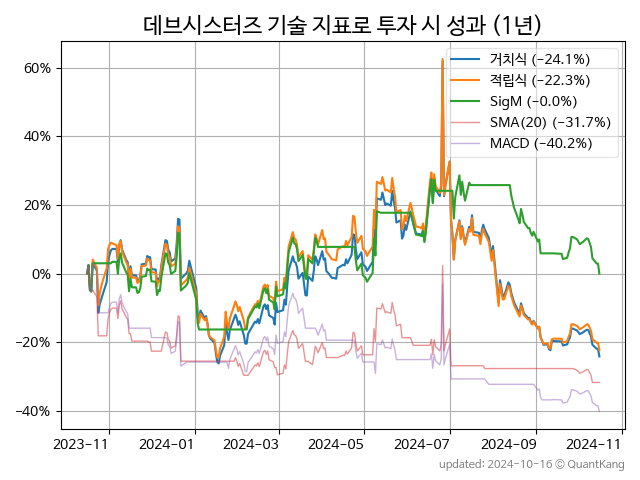 데브시스터즈 기술 지표로 투자 시 성과 (1년)
거치식 (−24.1%)
적립식 (−22.3%)
SigM (−0.0%)
SMA(20) (−31.7%)
MACD (−40.2%)
60%
40%
20%
0%
−20%
−40%
2023-11 2024-01 2024-03 2024-05 2024-07 2024-09 2024-11
updated: 2024-10-16 © QuantKang